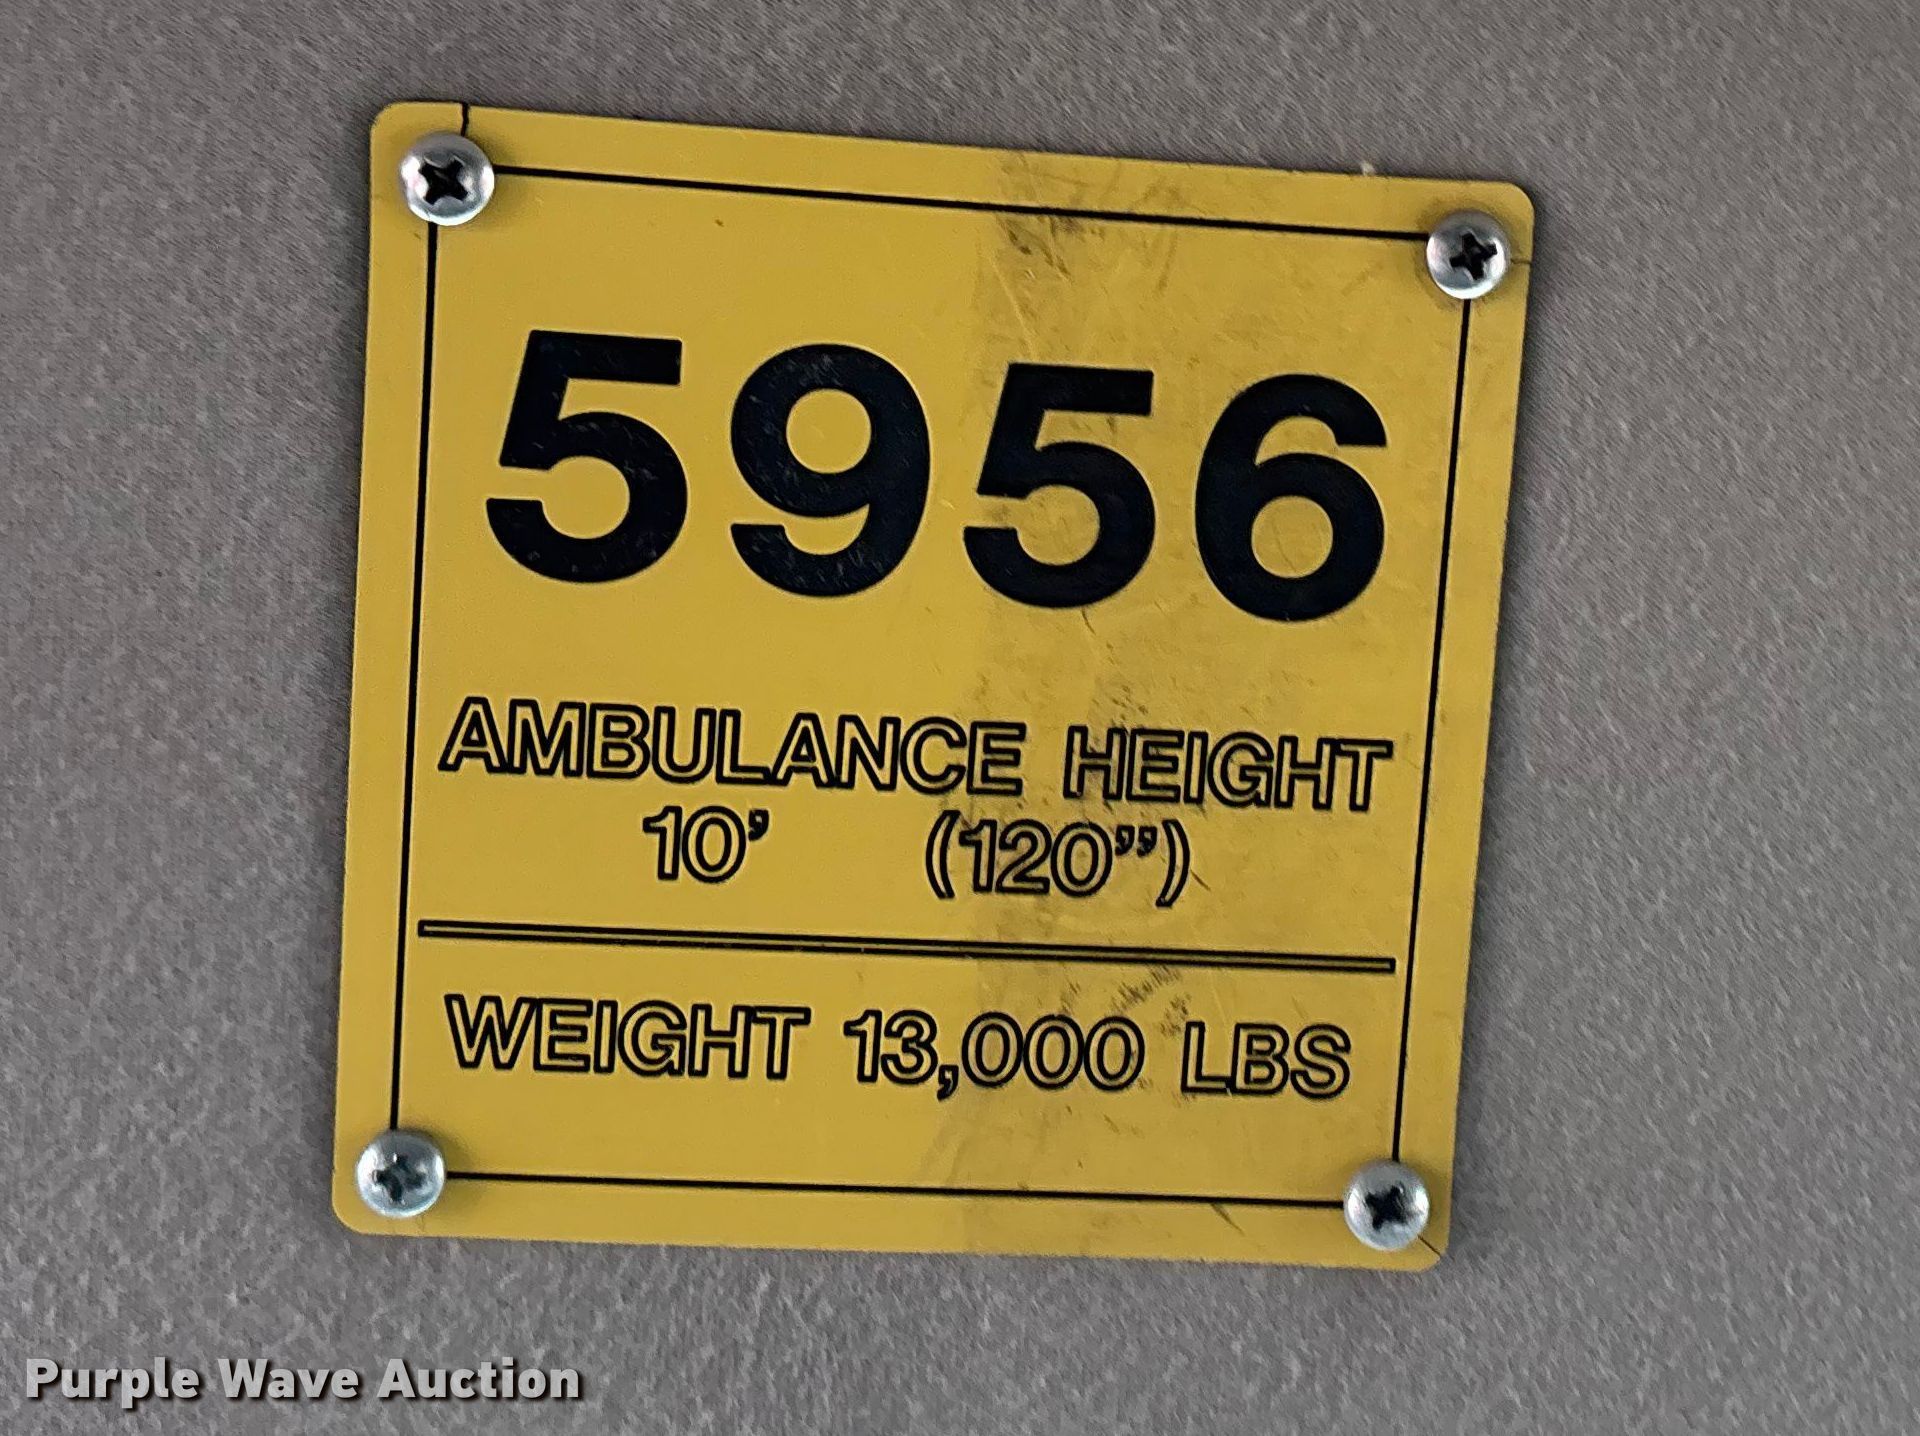 5956
AMBULANCE HEIGHT
10’ (120”)
WEIGHT 13,000 LBS
Purple Wave Auction